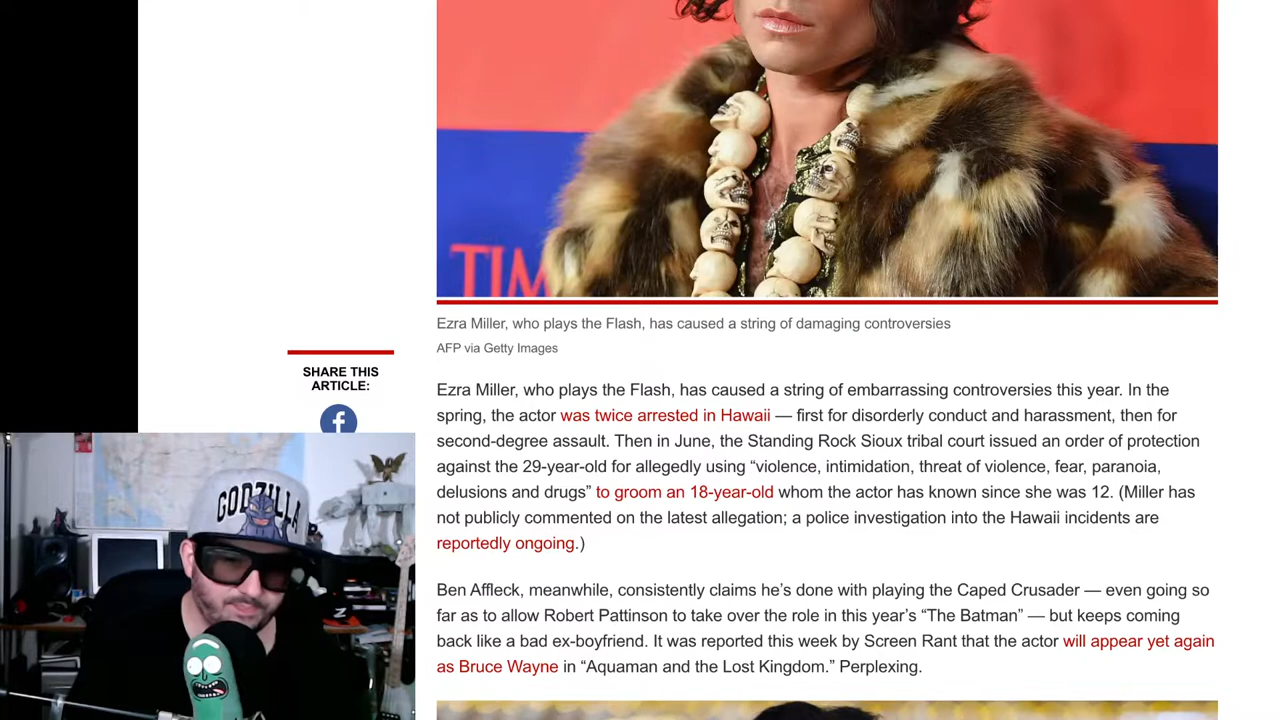 TIM
Ezra Miller, who plays the Flash, has caused a string of damaging controversies
AFP via Getty Images
SHARE THIS
ARTICLE:
f
Ezra Miller, who plays the Flash, has caused a string of embarrassing controversies this year. In the
spring, the actor was twice arrested in Hawaii — first for disorderly conduct and harassment, then for
second-degree assault. Then in June, the Standing Rock Sioux tribal court issued an order of protection
against the 29-year-old for allegedly using “violence, intimidation, threat of violence, fear, paranoia,
delusions and drugs” to groom an 18-year-old whom the actor has known since she was 12. (Miller has
not publicly commented on the latest allegation; a police investigation into the Hawaii incidents are
reportedly ongoing.)
Ben Affleck, meanwhile, consistently claims he’s done with playing the Caped Crusader — even going so
far as to allow Robert Pattinson to take over the role in this year’s “The Batman” — but keeps coming
back like a bad ex-boyfriend. It was reported this week by Screen Rant that the actor will appear yet again
as Bruce Wayne in “Aquaman and the Lost Kingdom.” Perplexing.
GODZILLA